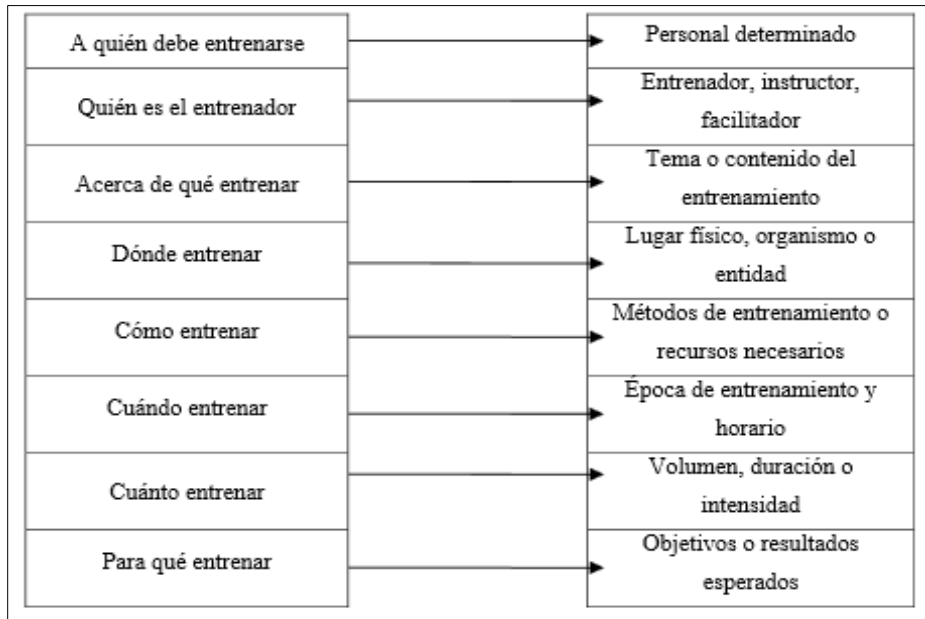 A quién debe entrenarse
Personal determinado
Quién es el entrenador
Entrenador, instructor,
facilitador
Acerca de qué entrenar
Tema o contenido del
entrenamiento
Dónde entrenar
Lugar físico, organismo o
entidad
Cómo entrenar
Métodos de entrenamiento o
recursos necesarios
Cuándo entrenar
Época de entrenamiento y
horario
Cuánto entrenar
Volumen, duración o
intensidad
Para qué entrenar
Objetivos o resultados
esperados